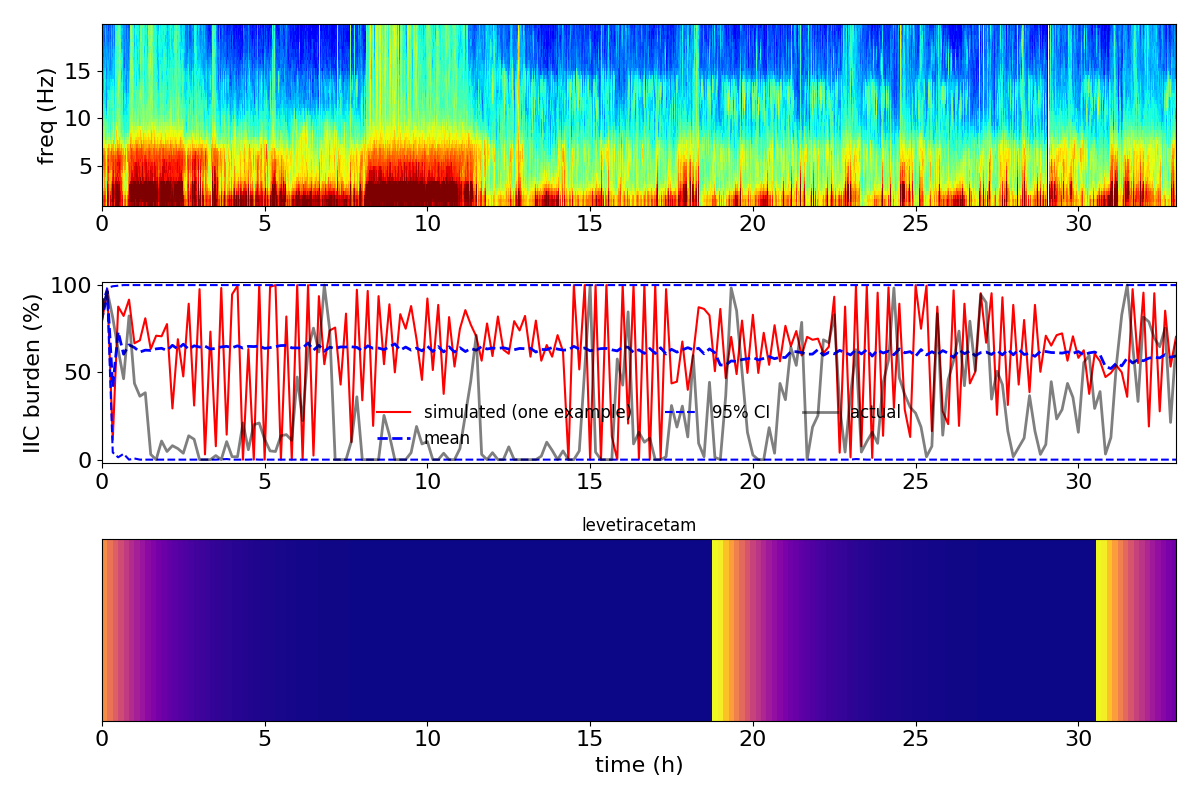 freq (Hz)
15
10
5
0 5 10 15 20 25 30
IIC burden (%)
100
50
0
simulated (one example) 95% CI actual
mean
0 5 10 15 20 25 30
levetiracetam
0 5 10 15 20 25 30
time (h)